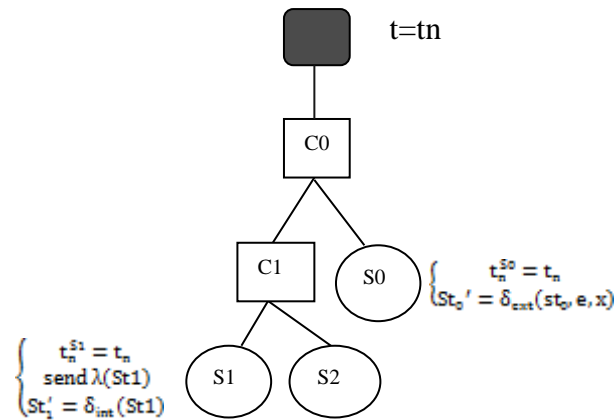 t=tn
C0
C1
S0
{ t_n^{S0} = t_n
St_0' = δ_ext(st_0, e, x)
{ t_n^{S1} = t_n
send λ(St1)
St_1' = δ_int(St1)
S1
S2